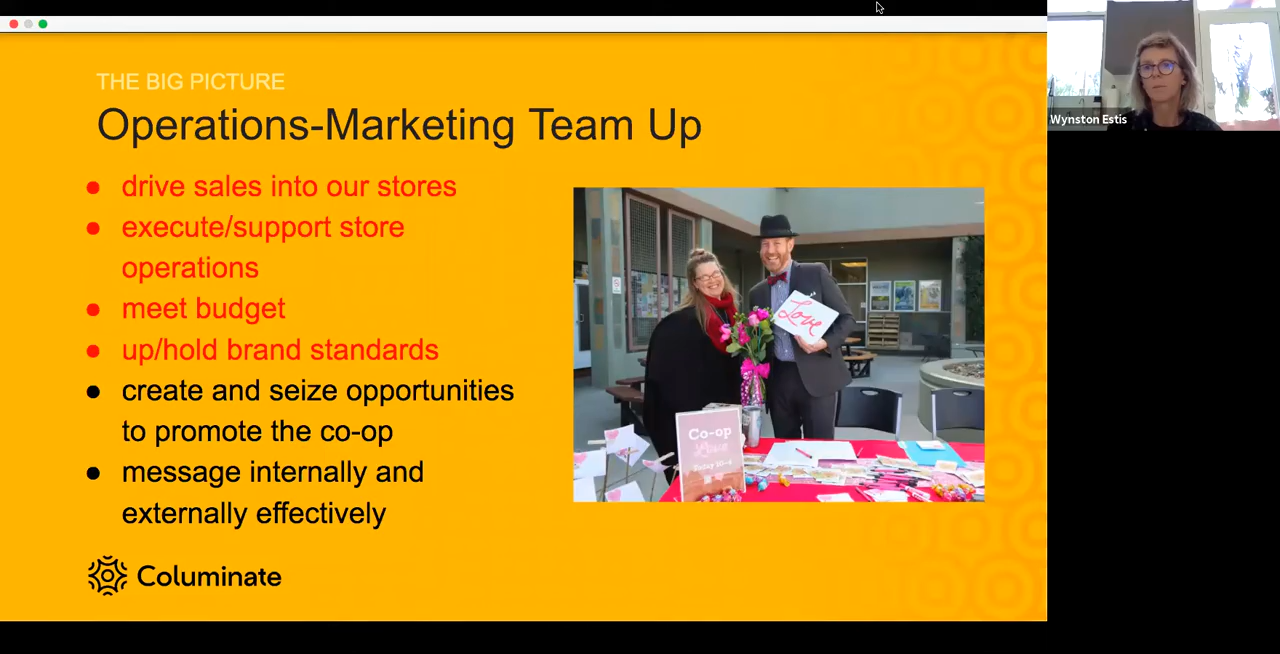 THE BIG PICTURE
Operations-Marketing Team Up
● drive sales into our stores
● execute/support store
operations
● meet budget
● up/hold brand standards
● create and seize opportunities
to promote the co-op
● message internally and
externally effectively
Columinate
Love
Co-op
Love
Wynston Estis